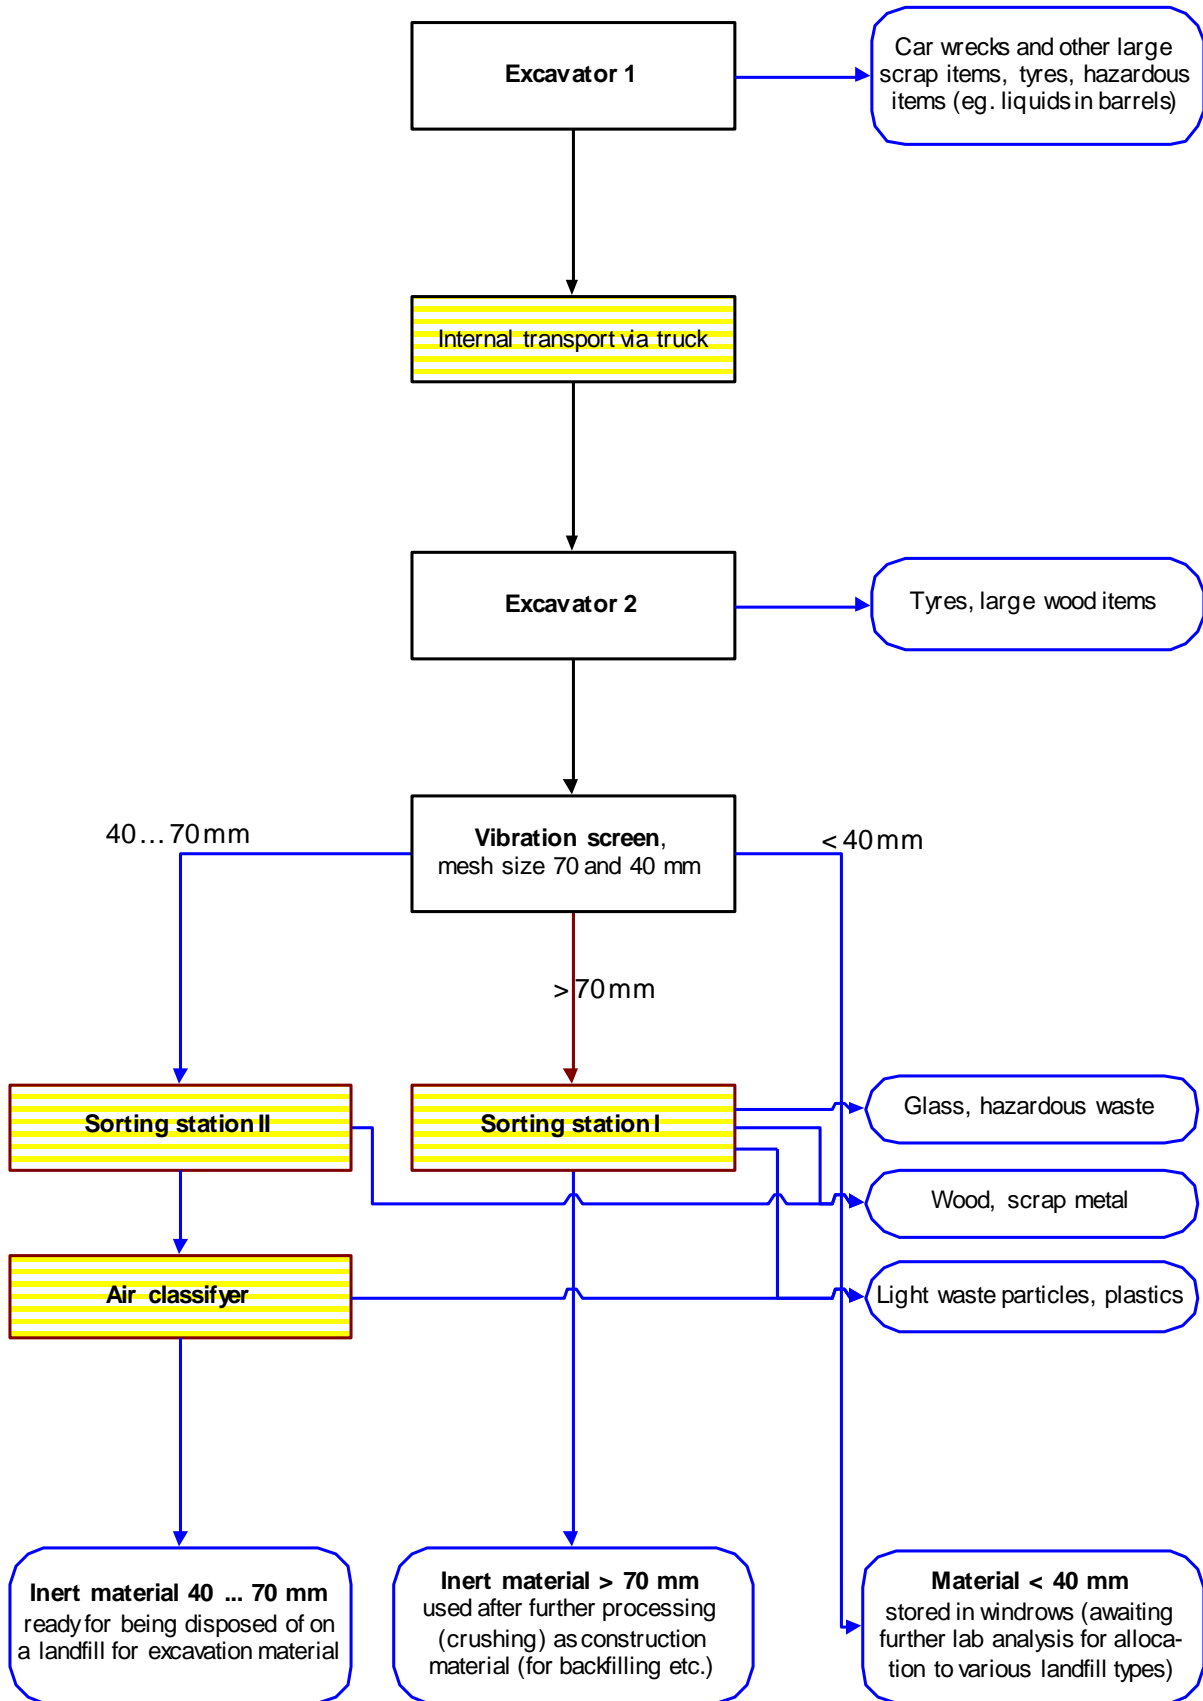 Excavator 1
Car wrecks and other large
scrap items, tyres, hazardous
items (eg. liquids in barrels)
Internal transport via truck
Excavator 2
Tyres, large wood items
40 ... 70 mm
Vibration screen,
mesh size 70 and 40 mm
< 40 mm
> 70 mm
Sorting station II
Sorting station I
Glass, hazardous waste
Wood, scrap metal
Air classifyer
Light waste particles, plastics
Inert material 40 ... 70 mm
ready for being disposed of on
a landfill for excavation material
Inert material > 70 mm
used after further processing
(crushing) as construction
material (for backfilling etc.)
Material < 40 mm
stored in windrows (awaiting
further lab analysis for alloca-
tion to various landfill types)